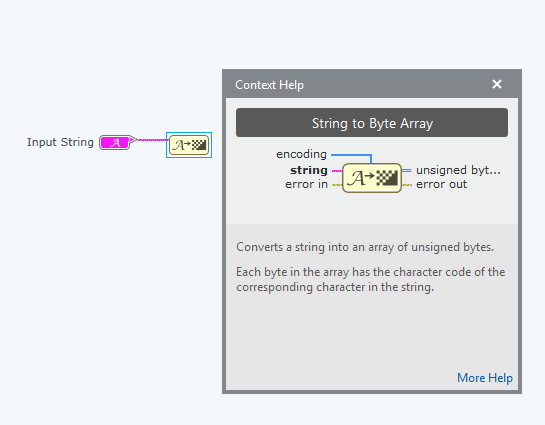 Context Help
String to Byte Array
Input String
encoding
string
unsigned byt...
error in
error out
Converts a string into an array of unsigned bytes.
Each byte in the array has the character code of the
corresponding character in the string.
More Help